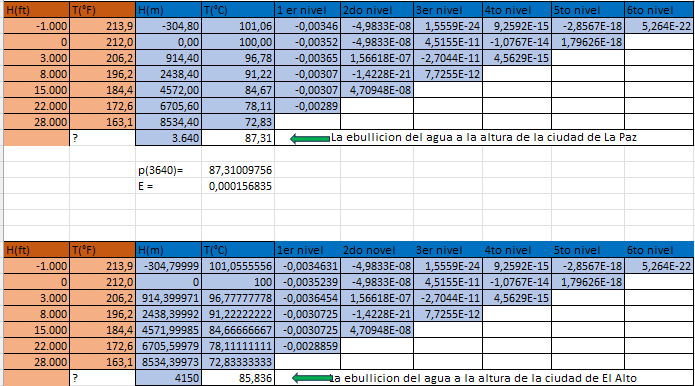 H(ft) T(ºF) H(m) T(ºC) 1 er nivel 2do nivel 3er nivel 4to nivel 5to nivel 6to nivel
-1.000 213,9 -304,80 101,06 -0,00346 -4,9833E-08 1,5559E-24 9,2592E-15 -2,8567E-18 5,264E-22
0 212,0 0,00 100,00 -0,00352 -4,9833E-08 4,5155E-11 -1,0767E-14 1,79626E-18
3.000 206,2 914,40 96,78 -0,00365 1,56618E-07 -2,7044E-11 4,5629E-15
8.000 196,2 2438,40 91,22 -0,00307 -1,4228E-21 7,7255E-12
15.000 184,4 4572,00 84,67 -0,00307 4,70948E-08
22.000 172,6 6705,60 78,11 -0,00289
28.000 163,1 8534,40 72,83
? 3.640 87,31 La ebullicion del agua a la altura de la ciudad de La Paz
p(3640)= 87,31009756
E = 0,000156835
H(ft) T(ºF) H(m) T(ºC) 1er nivel 2do novel 3er nivel 4to nivel 5to nivel 6to nivel
-1.000 213,9 -304,79999 101,0555556 -0,0034631 -4,9833E-08 1,5559E-24 9,2592E-15 -2,8567E-18 5,264E-22
0 212,0 0 100 -0,0035239 -4,9833E-08 4,5155E-11 -1,0767E-14 1,79626E-18
3.000 206,2 914,399971 96,77777778 -0,0036454 1,56618E-07 -2,7044E-11 4,5629E-15
8.000 196,2 2438,39992 91,22222222 -0,0030725 -1,4228E-21 7,7255E-12
15.000 184,4 4571,99985 84,66666667 -0,0030725 4,70948E-08
22.000 172,6 6705,59979 78,11111111 -0,0028859
28.000 163,1 8534,39973 72,83333333
? 4150 85,836 La ebullicion del agua a la altura de la ciudad de El Alto